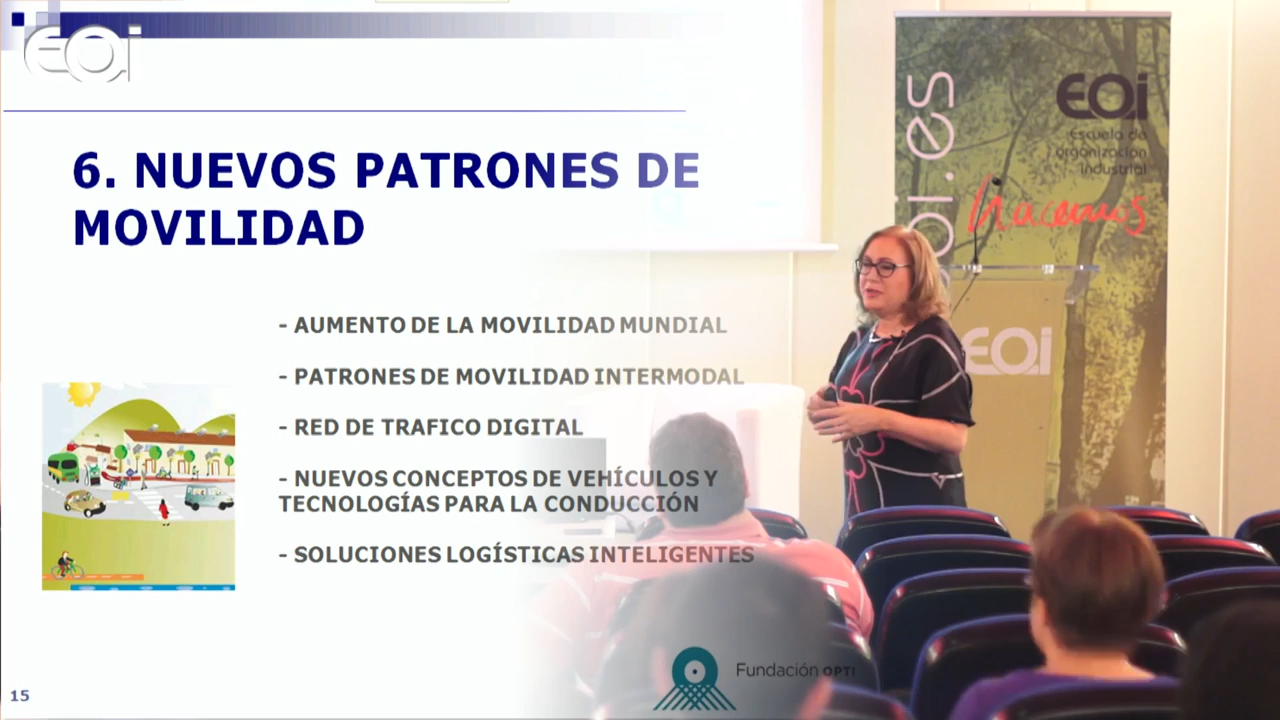 EOi
6. NUEVOS PATRONES DE
MOVILIDAD
- AUMENTO DE LA MOVILIDAD MUNDIAL
- PATRONES DE MOVILIDAD INTERMODAL
- RED DE TRAFICO DIGITAL
- NUEVOS CONCEPTOS DE VEHÍCULOS Y
TECNOLOGÍAS PARA LA CONDUCCIÓN
- SOLUCIONES LOGÍSTICAS INTELIGENTES
15
Fundación OPTI
eoi.es
EOi
Escuela de
organización
industrial
hacemos
EOi